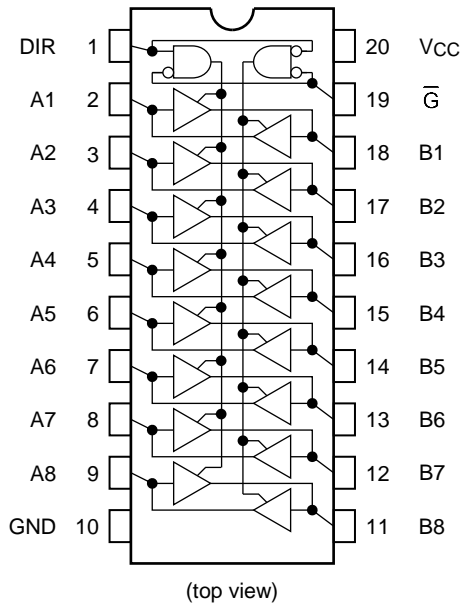 DIR 1 20 VCC
A1 2 19 G̅
A2 3 18 B1
A3 4 17 B2
A4 5 16 B3
A5 6 15 B4
A6 7 14 B5
A7 8 13 B6
A8 9 12 B7
GND 10 11 B8
(top view)